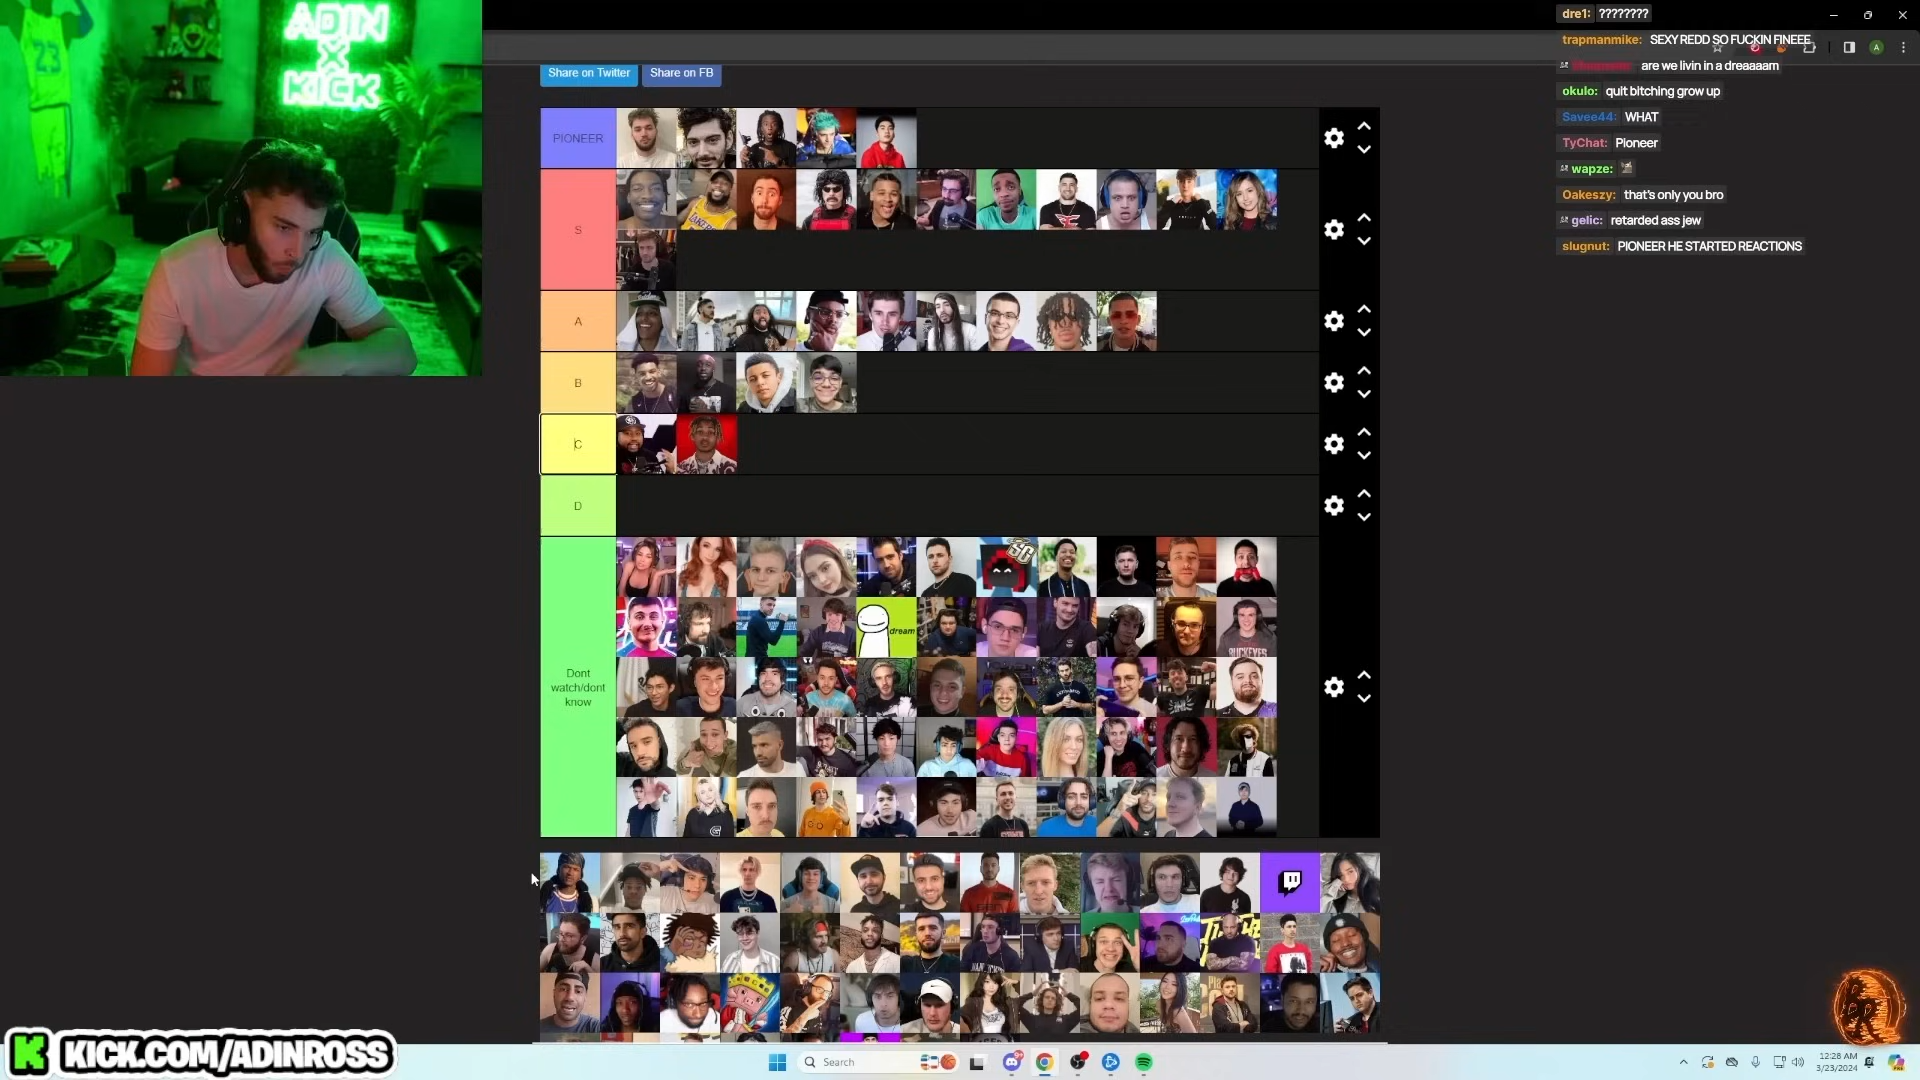 ADIN
X
KICK
23
Share on Twitter
Share on FB
PIONEER
S
A
B
C
D
Dont
watch/dont
know
dream
BUCKEYES
dre1: ????????
trapmanmike: SEXY REDD SO FUCKIN FINEEE
are we livin in a dreaaaam
okulo: quit bitching grow up
Savee44: WHAT
TyChat: Pioneer
wapze:
Oakeszy: that's only you bro
gelic: retarded ass jew
slugnut: PIONEER HE STARTED REACTIONS
A
K KICK.COM/ADINROSS
Search
12:28 AM
3/23/2024